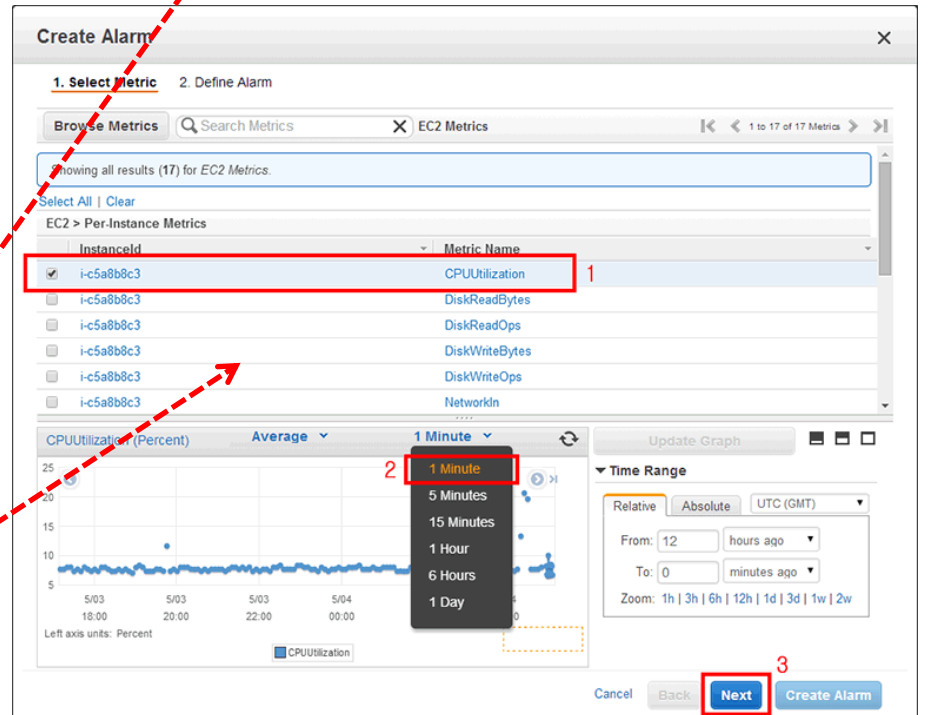 Create Alarm
1. Select Metric 2. Define Alarm
Browse Metrics Search Metrics X EC2 Metrics 1 to 17 of 17 Metrics
Showing all results (17) for EC2 Metrics.
Select All | Clear
EC2 > Per-Instance Metrics
InstanceId Metric Name
i-c5a8b8c3 CPUUtilization 1
i-c5a8b8c3 DiskReadBytes
i-c5a8b8c3 DiskReadOps
i-c5a8b8c3 DiskWriteBytes
i-c5a8b8c3 DiskWriteOps
i-c5a8b8c3 NetworkIn
CPUUtilization (Percent) Average 1 Minute Update Graph
2 1 Minute
5 Minutes
15 Minutes
1 Hour
6 Hours
1 Day
25
20
15
10
5
5/03 5/03 5/03 5/04
18:00 20:00 22:00 00:00
Left axis units: Percent
CPUUtilization
Time Range
Relative Absolute UTC (GMT)
From: 12 hours ago
To: 0 minutes ago
Zoom: 1h | 3h | 6h | 12h | 1d | 3d | 1w | 2w
3
Cancel Back Next Create Alarm